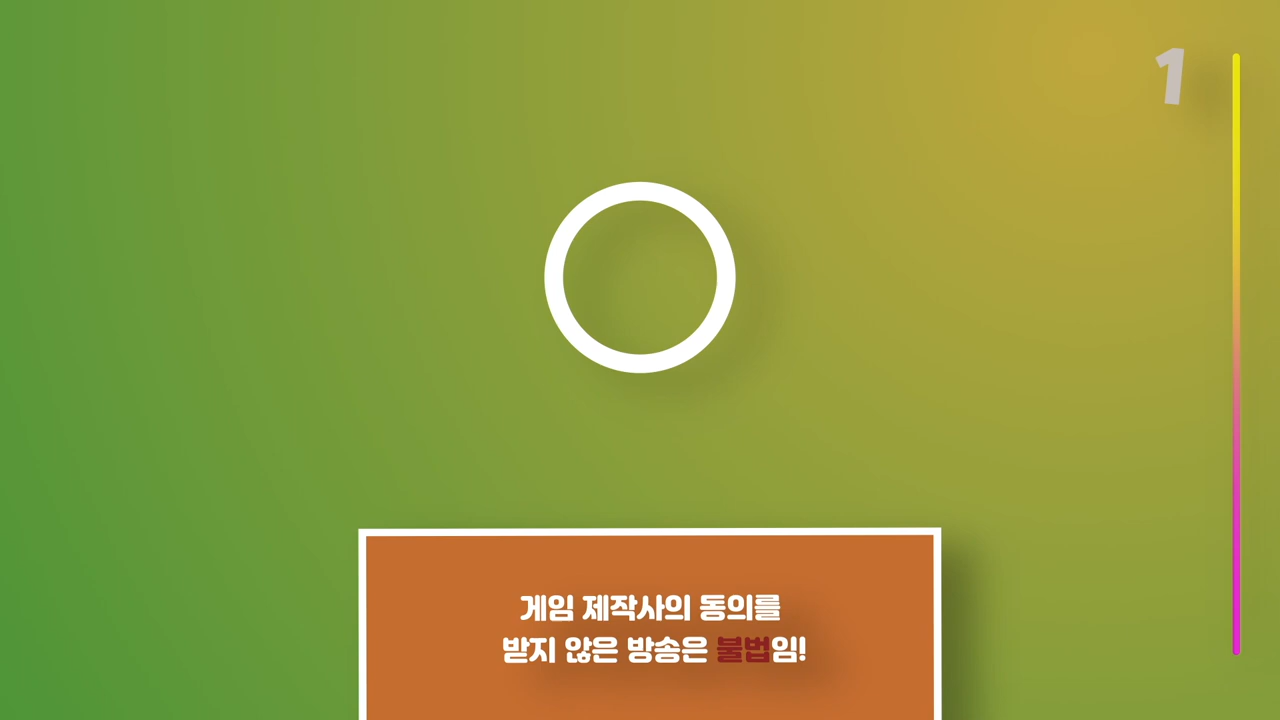 1
게임 제작사의 동의를
받지 않은 방송은 불법임!